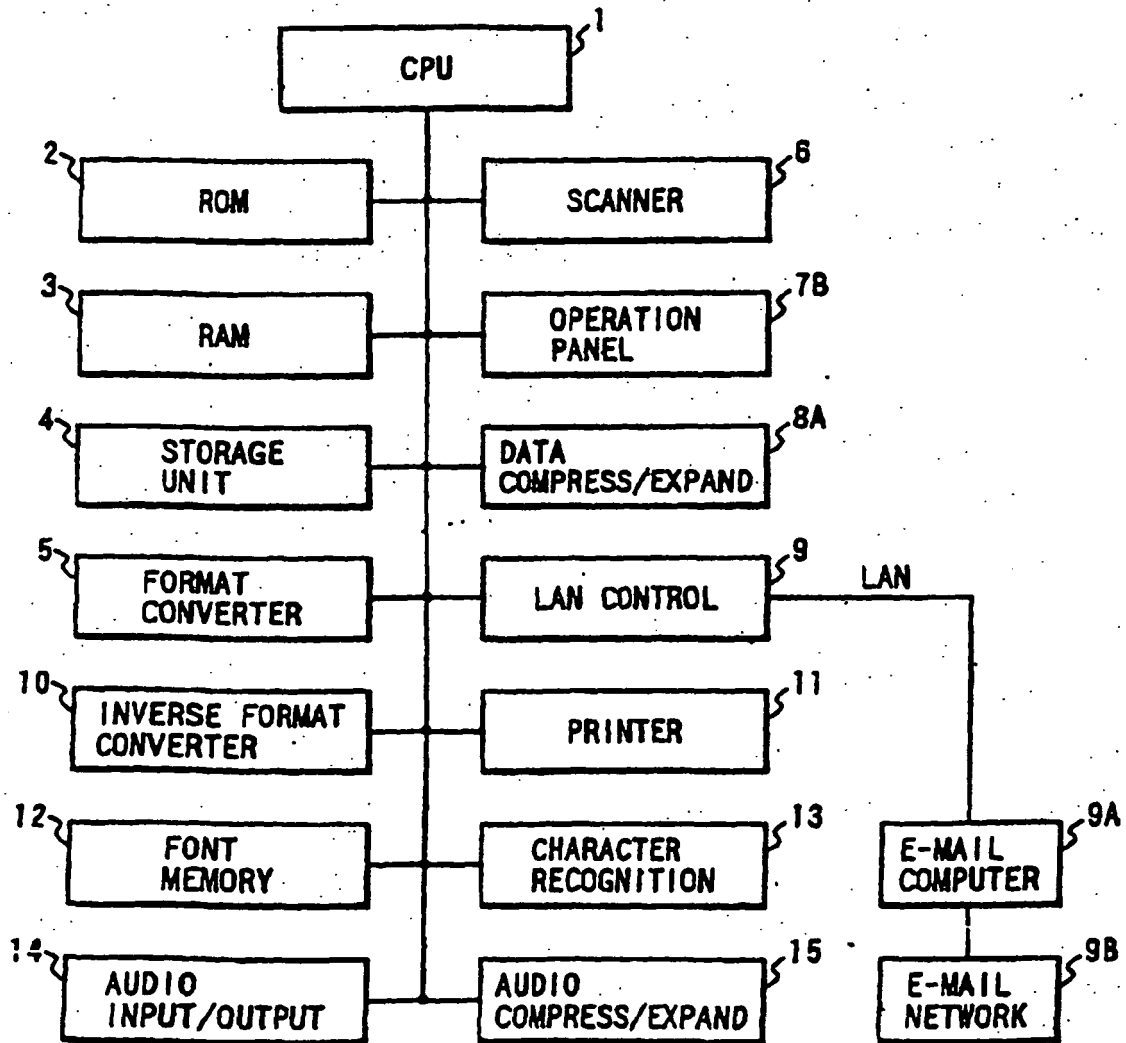 1
CPU
2
ROM
6
SCANNER
3
RAM
7B
OPERATION
PANEL
4
STORAGE
UNIT
8A
DATA
COMPRESS/EXPAND
5
FORMAT
CONVERTER
9
LAN CONTROL
LAN
10
INVERSE FORMAT
CONVERTER
11
PRINTER
12
FONT
MEMORY
13
CHARACTER
RECOGNITION
9A
E-MAIL
COMPUTER
14
AUDIO
INPUT/OUTPUT
15
AUDIO
COMPRESS/EXPAND
9B
E-MAIL
NETWORK